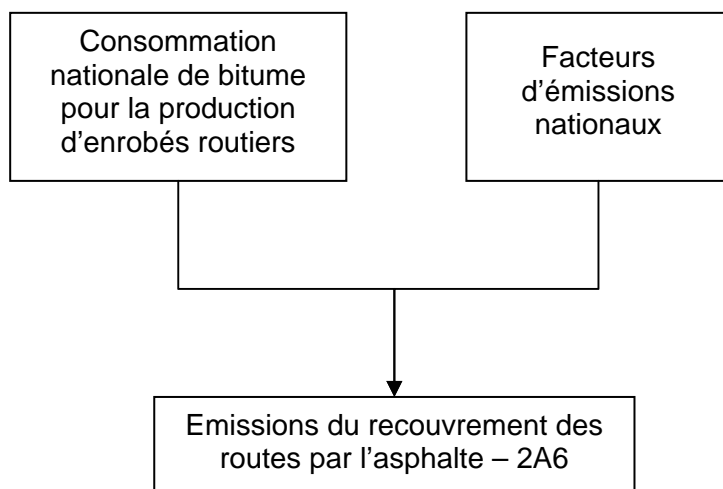 Consommation
nationale de bitume
pour la production
d'enrobés routiers
Facteurs
d'émissions
nationaux
Emissions du recouvrement des
routes par l'asphalte – 2A6